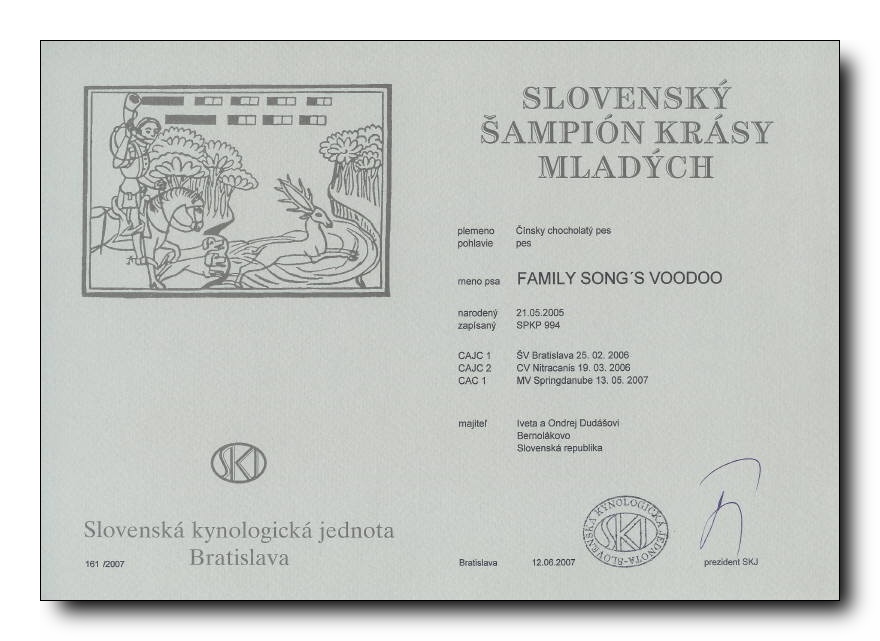 SLOVENSKÝ
ŠAMPIÓN KRÁSY
MLADÝCH
plemeno Čínsky chocholatý pes
pohlavie pes
meno psa FAMILY SONG´S VOODOO
narodený 21.05.2005
zapísaný SPKP 994
CAJC 1 ŠV Bratislava 25. 02. 2006
CAJC 2 CV Nitracanis 19. 03. 2006
CAC 1 MV Springdanube 13. 05. 2007
majiteľ Iveta a Ondrej Dudášovi
Bernolákovo
Slovenská republika
SKJ
Slovenská kynologická jednota
Bratislava
161 /2007
Bratislava 12.06.2007
SLOVENSKÁ KYNOLOGICKÁ JEDNOTA
SKJ
prezident SKJ